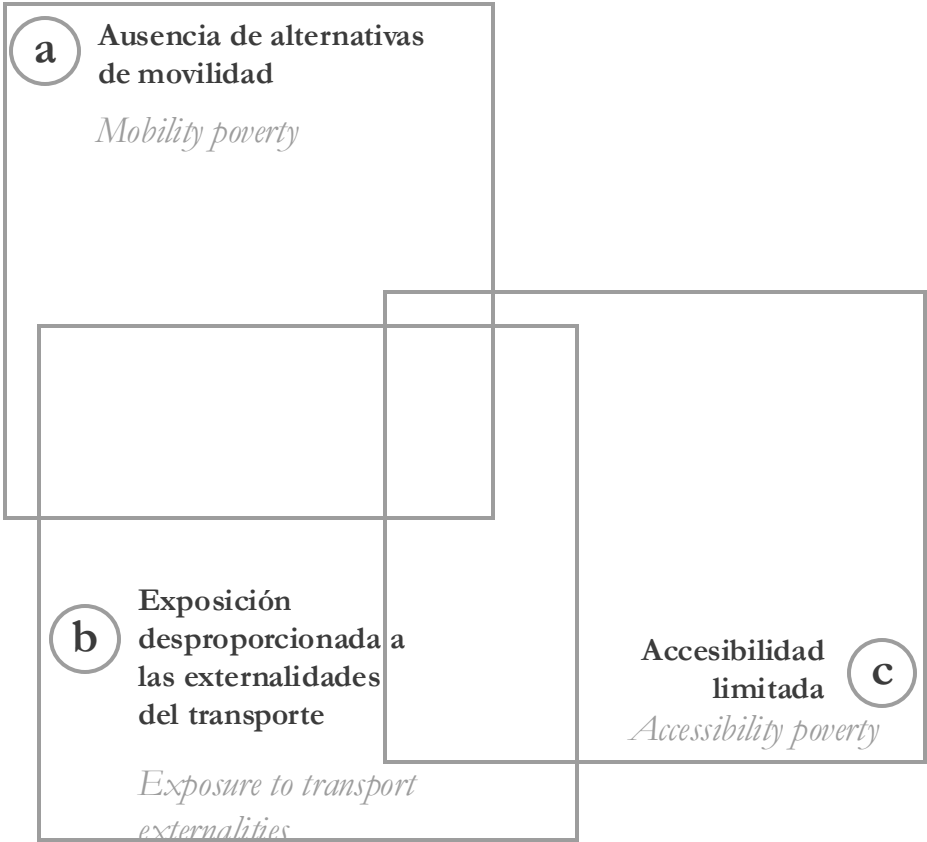 a
Ausencia de alternativas
de movilidad
Mobility poverty
b
Exposición
desproporcionada a
las externalidades
del transporte
Exposure to transport
externalities
Accesibilidad
limitada
c
Accessibility poverty